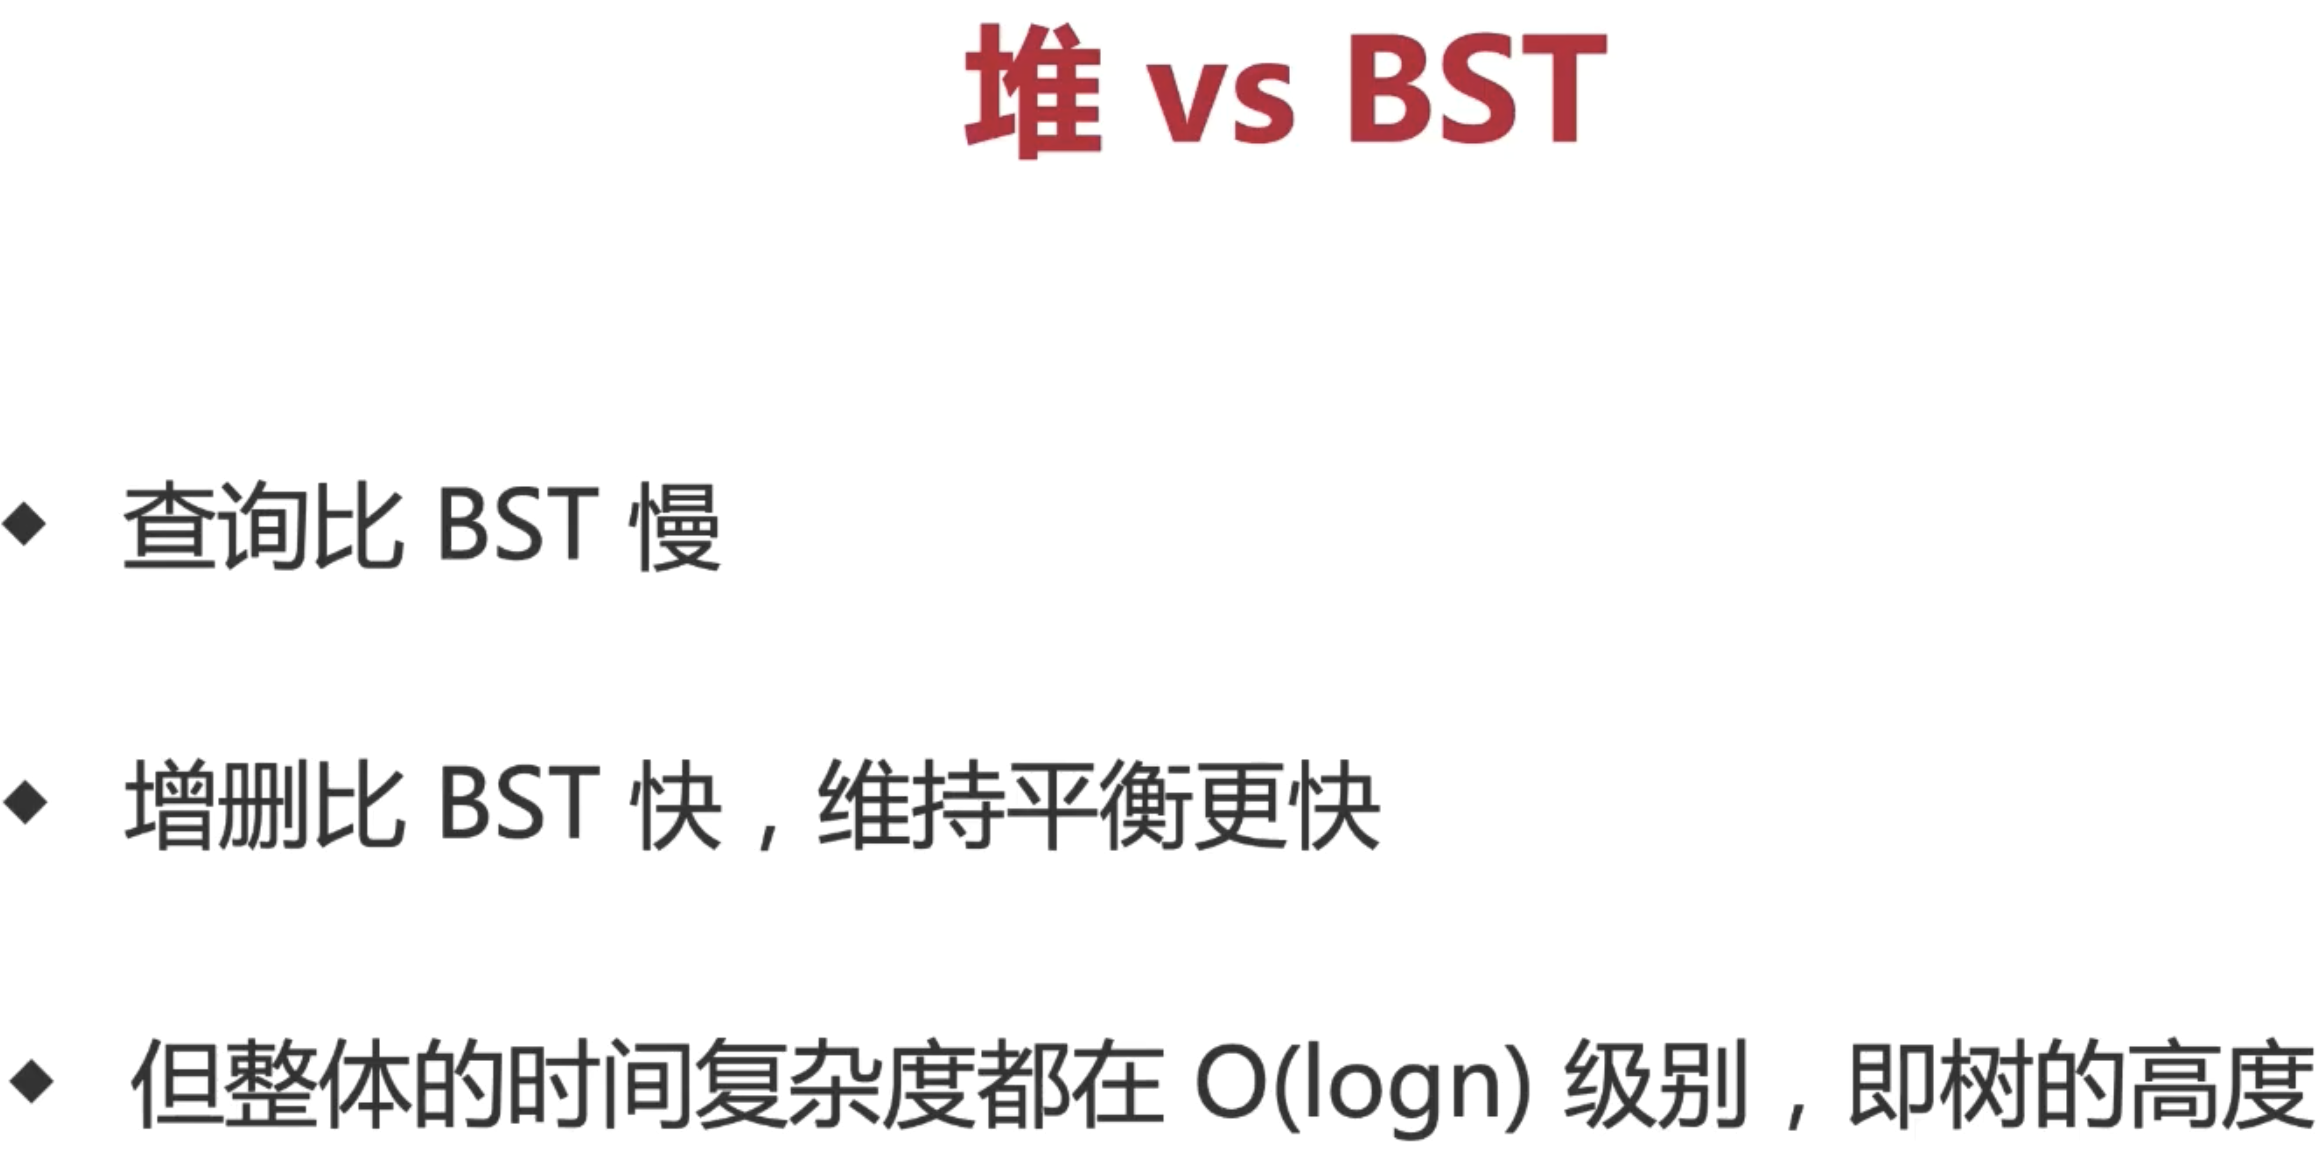 堆 vs BST
◆ 查询比 BST 慢
◆ 增删比 BST 快，维持平衡更快
◆ 但整体的时间复杂度都在 O(logn) 级别，即树的高度